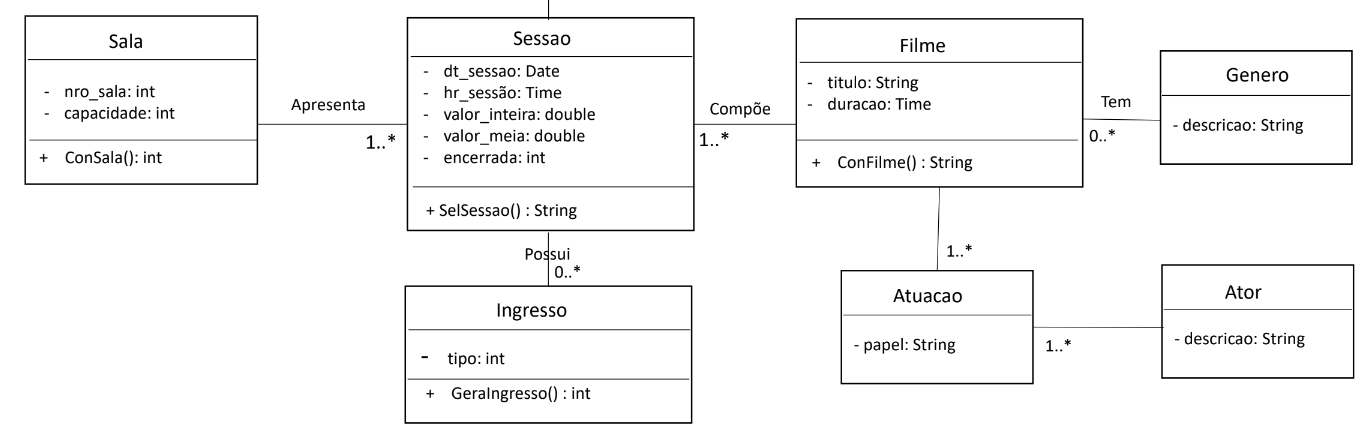 Sala
- nro_sala: int
- capacidade: int
+ ConSala(): int
Apresenta
1..*
Sessao
- dt_sessao: Date
- hr_sessão: Time
- valor_inteira: double
- valor_meia: double
- encerrada: int
+ SelSessao() : String
Compõe
1..*
Filme
- titulo: String
- duracao: Time
+ ConFilme() : String
Tem
0..*
Genero
- descricao: String
Possui
0..*
Ingresso
- tipo: int
+ GeraIngresso() : int
1..*
Atuacao
- papel: String
1..*
Ator
- descricao: String